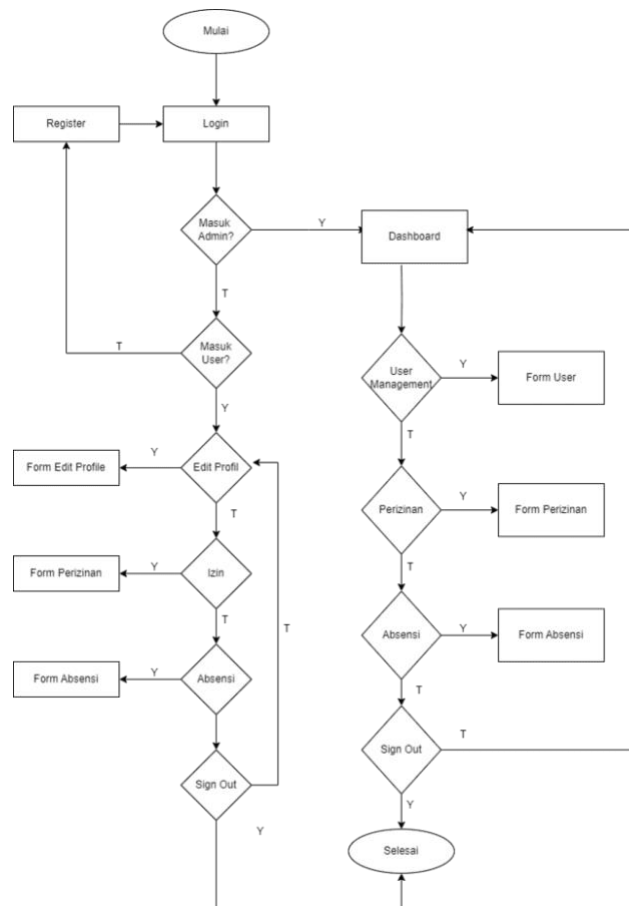 Mulai
Register
Login
Masuk
Admin?
Y
Dashboard
T
Masuk
User?
T
Y
User
Management
Y
Form User
T
Form Edit Profile
Y
Edit Profil
T
Perizinan
Y
Form Perizinan
T
Form Perizinan
Y
Izin
T
Absensi
Y
Form Absensi
T
T
Form Absensi
Y
Absensi
Sign Out
T
Y
Sign Out
Y
Selesai